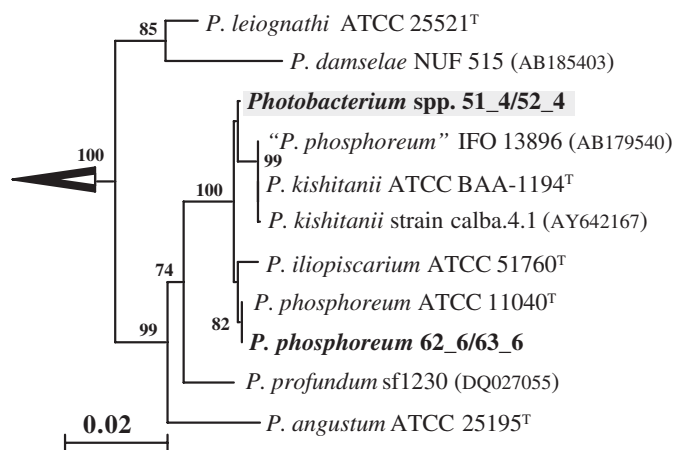 P. leiognathi ATCC 25521ᵀ
85
P. damselae NUF 515 (AB185403)
Photobacterium spp. 51_4/52_4
"P. phosphoreum" IFO 13896 (AB179540)
100
99
P. kishitanii ATCC BAA-1194ᵀ
100
P. kishitanii strain calba.4.1 (AY642167)
P. iliopiscarium ATCC 51760ᵀ
74
P. phosphoreum ATCC 11040ᵀ
82
99
P. phosphoreum 62_6/63_6
P. profundum sf1230 (DQ027055)
P. angustum ATCC 25195ᵀ
0.02